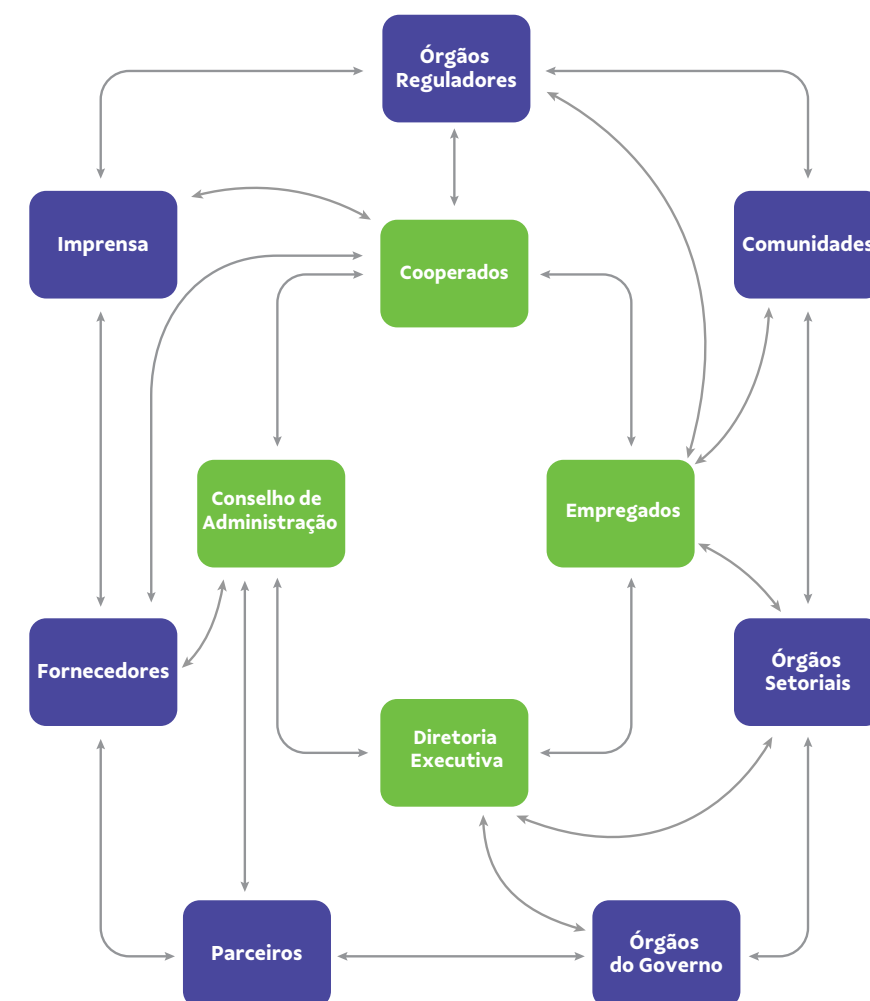 Órgãos
Reguladores
Imprensa
Comunidades
Cooperados
Conselho de
Administração
Empregados
Fornecedores
Órgãos
Setoriais
Diretoria
Executiva
Parceiros
Órgãos
do Governo